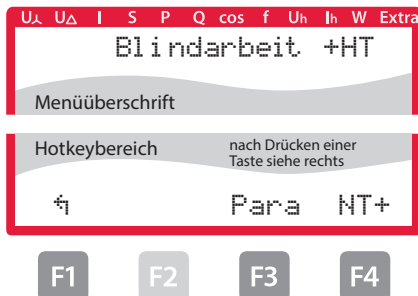 U⅄ U△ I S P Q cos f Uh Ih W Extra
Blindarbeit +HT
Menüüberschrift
Hotkeybereich
nach Drücken einer
Taste siehe rechts
↰ Para NT+
F1 F2 F3 F4